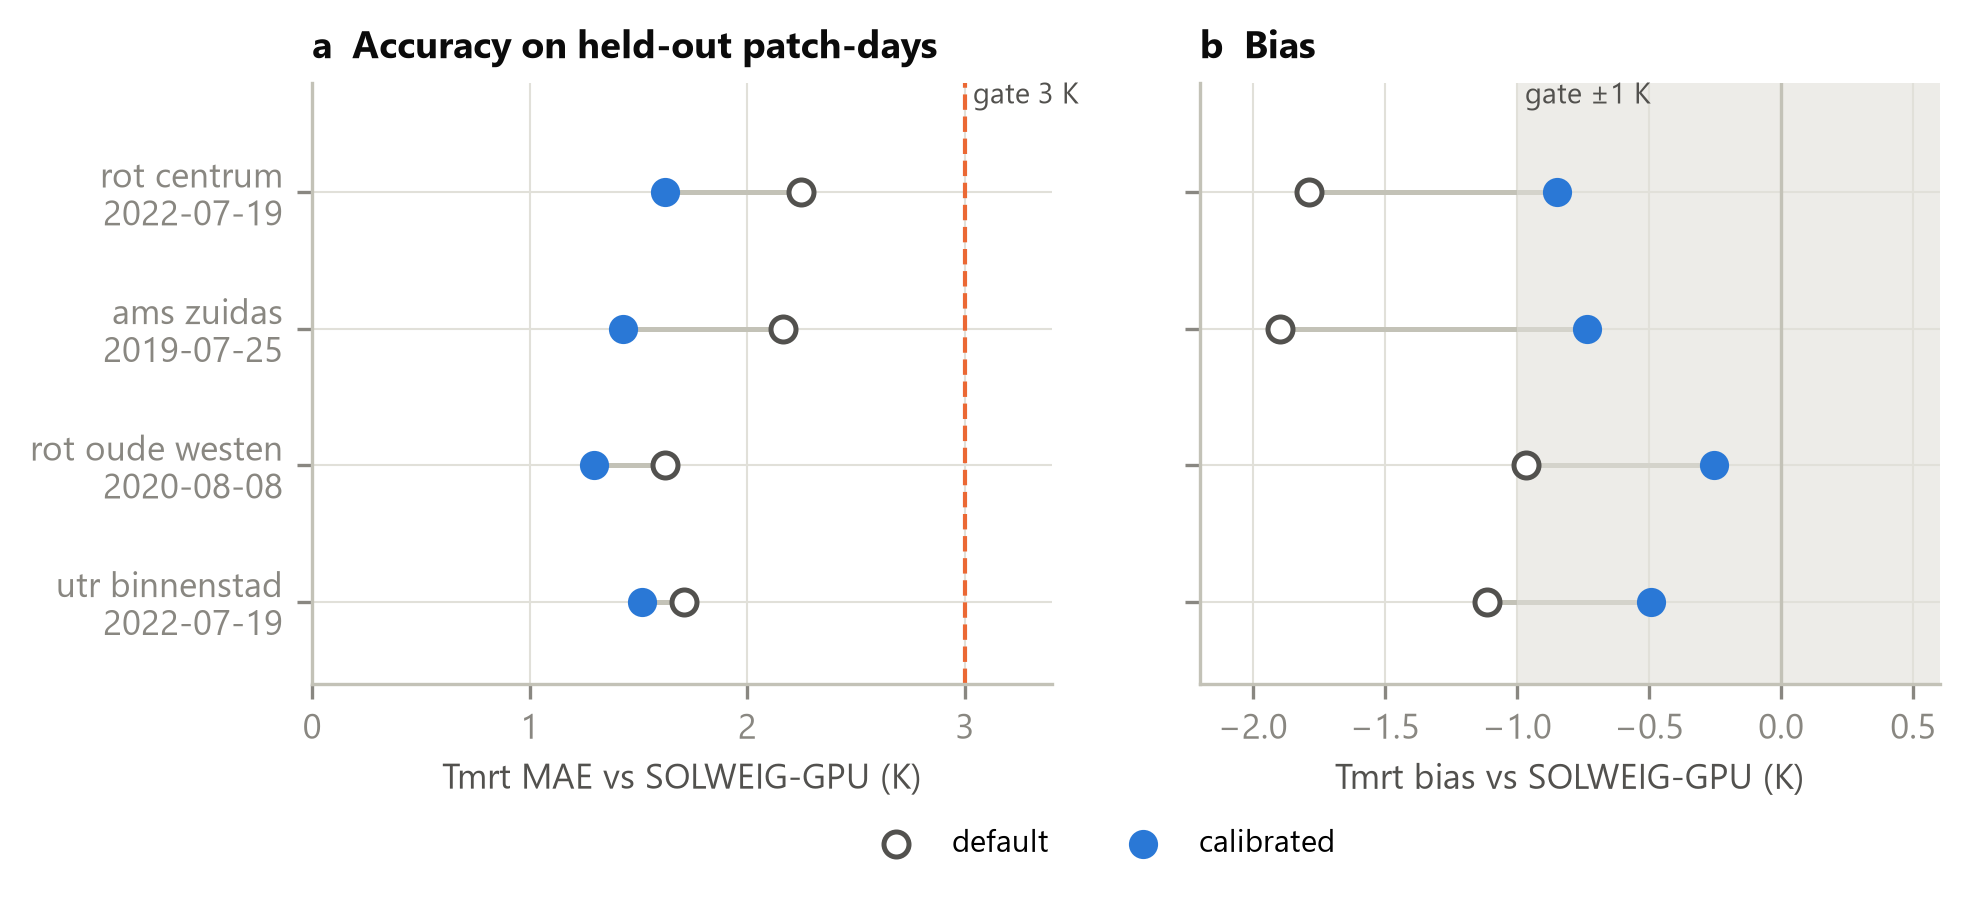 a Accuracy on held-out patch-days
gate 3 K
rot centrum
2022-07-19
ams zuidas
2019-07-25
rot oude westen
2020-08-08
utr binnenstad
2022-07-19
0 1 2 3
Tmrt MAE vs SOLWEIG-GPU (K)
b Bias
gate ±1 K
−2.0 −1.5 −1.0 −0.5 0.0 0.5
Tmrt bias vs SOLWEIG-GPU (K)
default calibrated